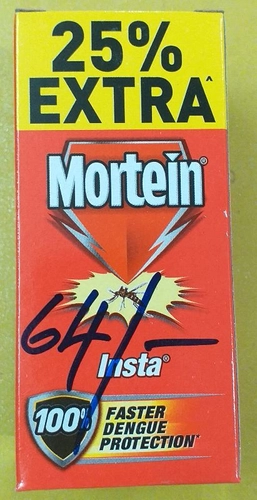 25%
EXTRA^
Mortein®
64/-
Insta®
100% FASTER
DENGUE
PROTECTION*